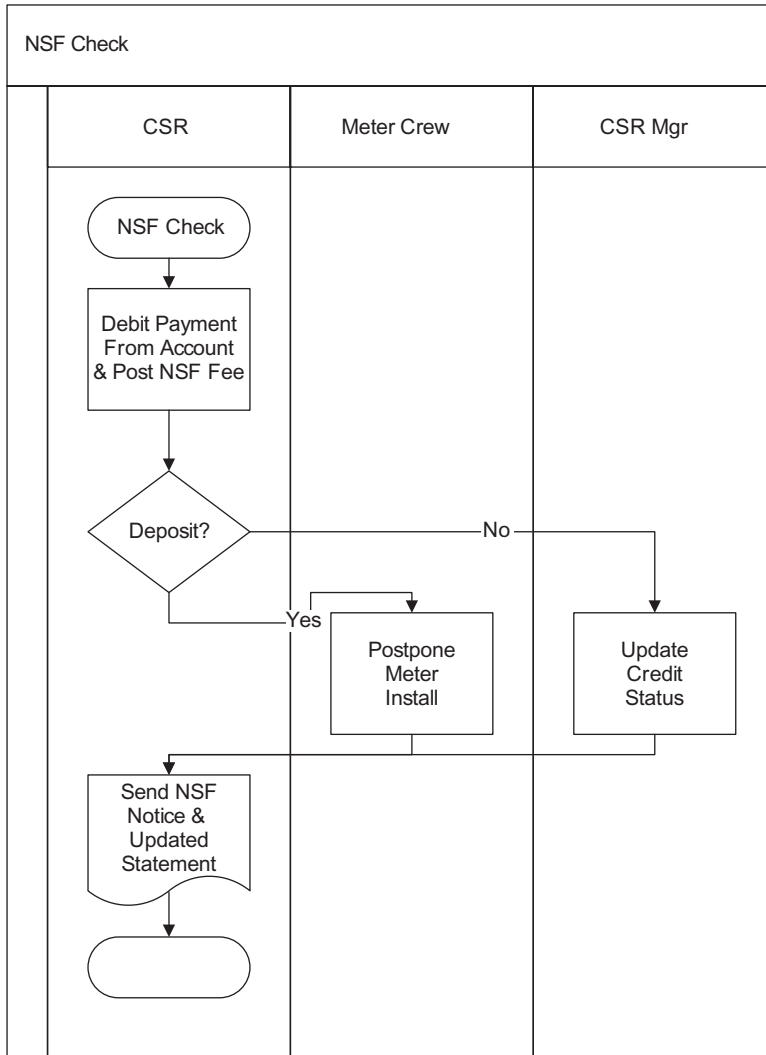 NSF Check
CSR
Meter Crew
CSR Mgr
NSF Check
Debit Payment
From Account
& Post NSF Fee
Deposit?
No
Yes
Postpone
Meter
Install
Update
Credit
Status
Send NSF
Notice &
Updated
Statement